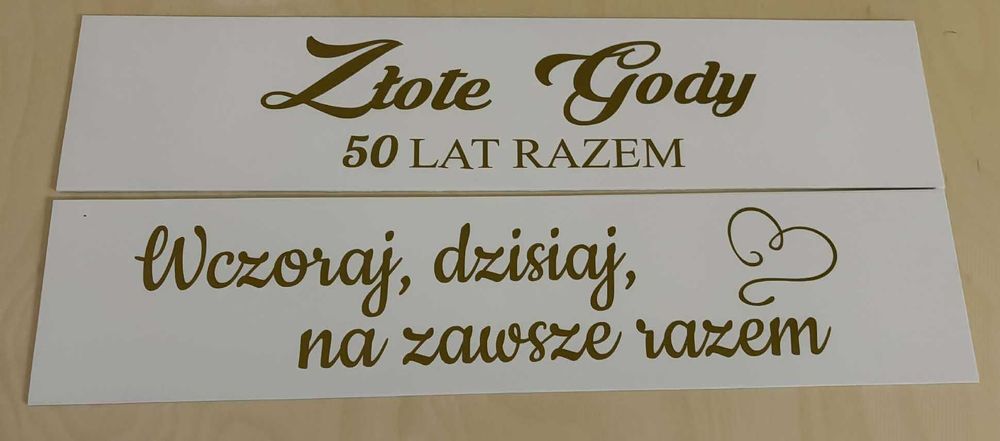 Złote Gody
50 LAT RAZEM
Wczoraj, dzisiaj,
na zawsze razem